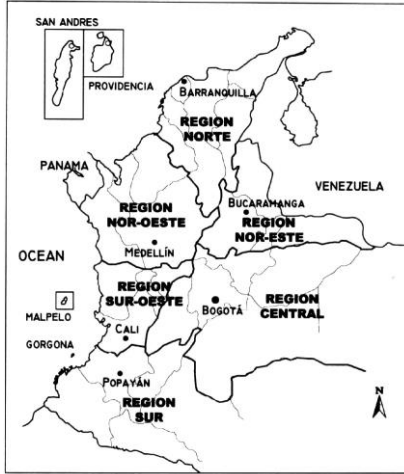 SAN ANDRES
PROVIDENCIA
BARRANQUILLA
REGION
NORTE
PANAMA
VENEZUELA
REGION
NOR-OESTE
BUCARAMANGA
REGION
NOR-ESTE
MEDELLÍN
OCEAN
REGION
SUR-OESTE
REGION
CENTRAL
BOGOTÁ
MALPELO
CALI
GORGONA
POPAYÁN
REGION
SUR
N